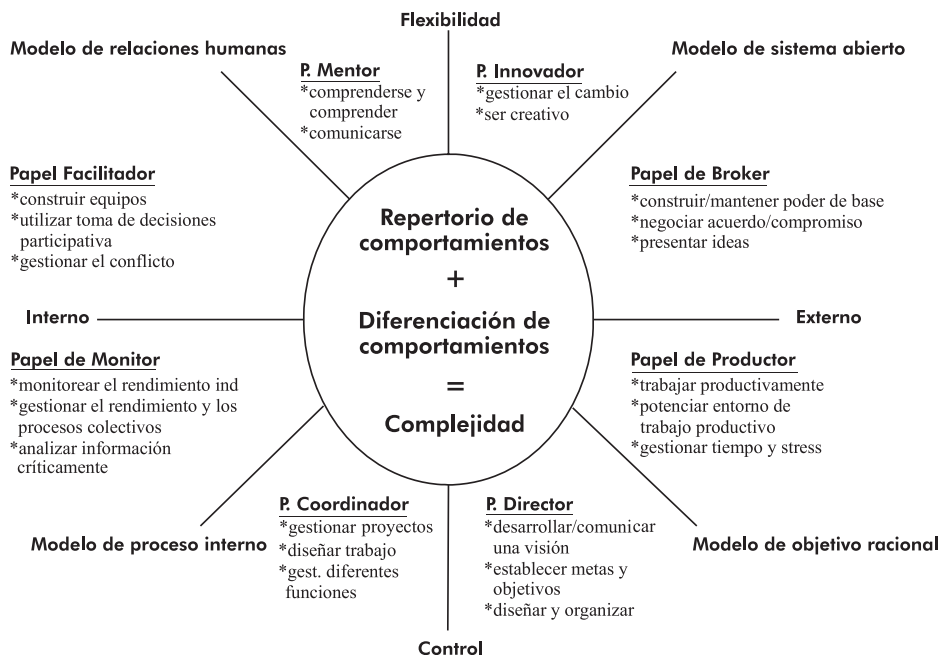 Flexibilidad
Modelo de relaciones humanas
Modelo de sistema abierto
P. Mentor
*comprenderse y
comprender
*comunicarse
P. Innovador
*gestionar el cambio
*ser creativo
Papel Facilitador
*construir equipos
*utilizar toma de decisiones
participativa
*gestionar el conflicto
Papel de Broker
*construir/mantener poder de base
*negociar acuerdo/compromiso
*presentar ideas
Repertorio de
comportamientos
+
Diferenciación de
comportamientos
=
Complejidad
Interno
Externo
Papel de Monitor
*monitorear el rendimiento ind
*gestionar el rendimiento y los
procesos colectivos
*analizar información
críticamente
Papel de Productor
*trabajar productivamente
*potenciar entorno de
trabajo productivo
*gestionar tiempo y stress
P. Coordinador
*gestionar proyectos
*diseñar trabajo
*gest. diferentes
funciones
P. Director
*desarrollar/comunicar
una visión
*establecer metas y
objetivos
*diseñar y organizar
Modelo de proceso interno
Modelo de objetivo racional
Control